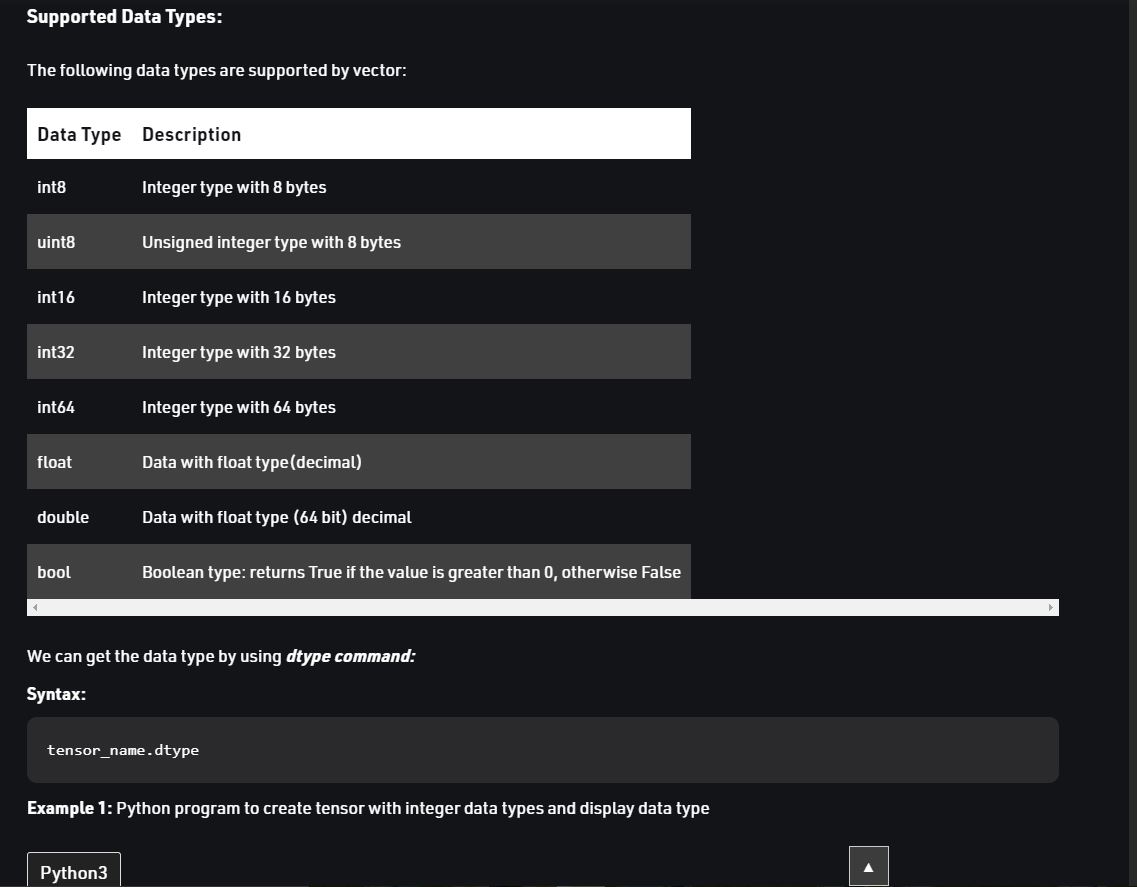 Supported Data Types:
The following data types are supported by vector:
Data Type Description
int8 Integer type with 8 bytes
uint8 Unsigned integer type with 8 bytes
int16 Integer type with 16 bytes
int32 Integer type with 32 bytes
int64 Integer type with 64 bytes
float Data with float type(decimal)
double Data with float type (64 bit) decimal
bool Boolean type: returns True if the value is greater than 0, otherwise False
We can get the data type by using dtype command:
Syntax:
tensor_name.dtype
Example 1: Python program to create tensor with integer data types and display data type
Python3